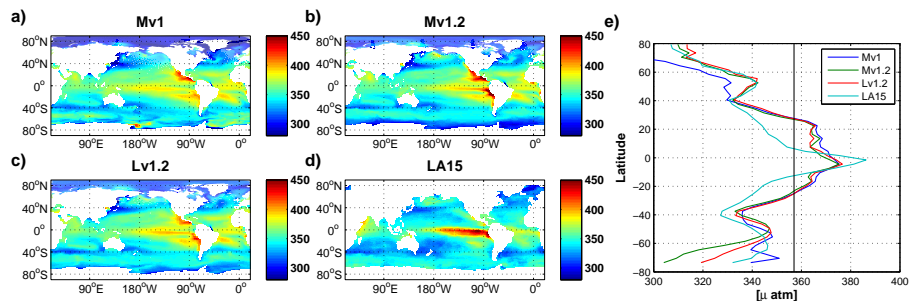 a) Mv1
80°N
40°N
0°
40°S
80°S
90°E 180°W 90°W 0°
450
400
350
300
b) Mv1.2
80°N
40°N
0°
40°S
80°S
90°E 180°W 90°W 0°
450
400
350
300
c) Lv1.2
80°N
40°N
0°
40°S
80°S
90°E 180°W 90°W 0°
450
400
350
300
d) LA15
80°N
40°N
0°
40°S
80°S
90°E 180°W 90°W 0°
450
400
350
300
e)
Latitude
80
60
40
20
0
−20
−40
−60
−80
300 320 340 360 380 400
[μ atm]
Mv1
Mv1.2
Lv1.2
LA15